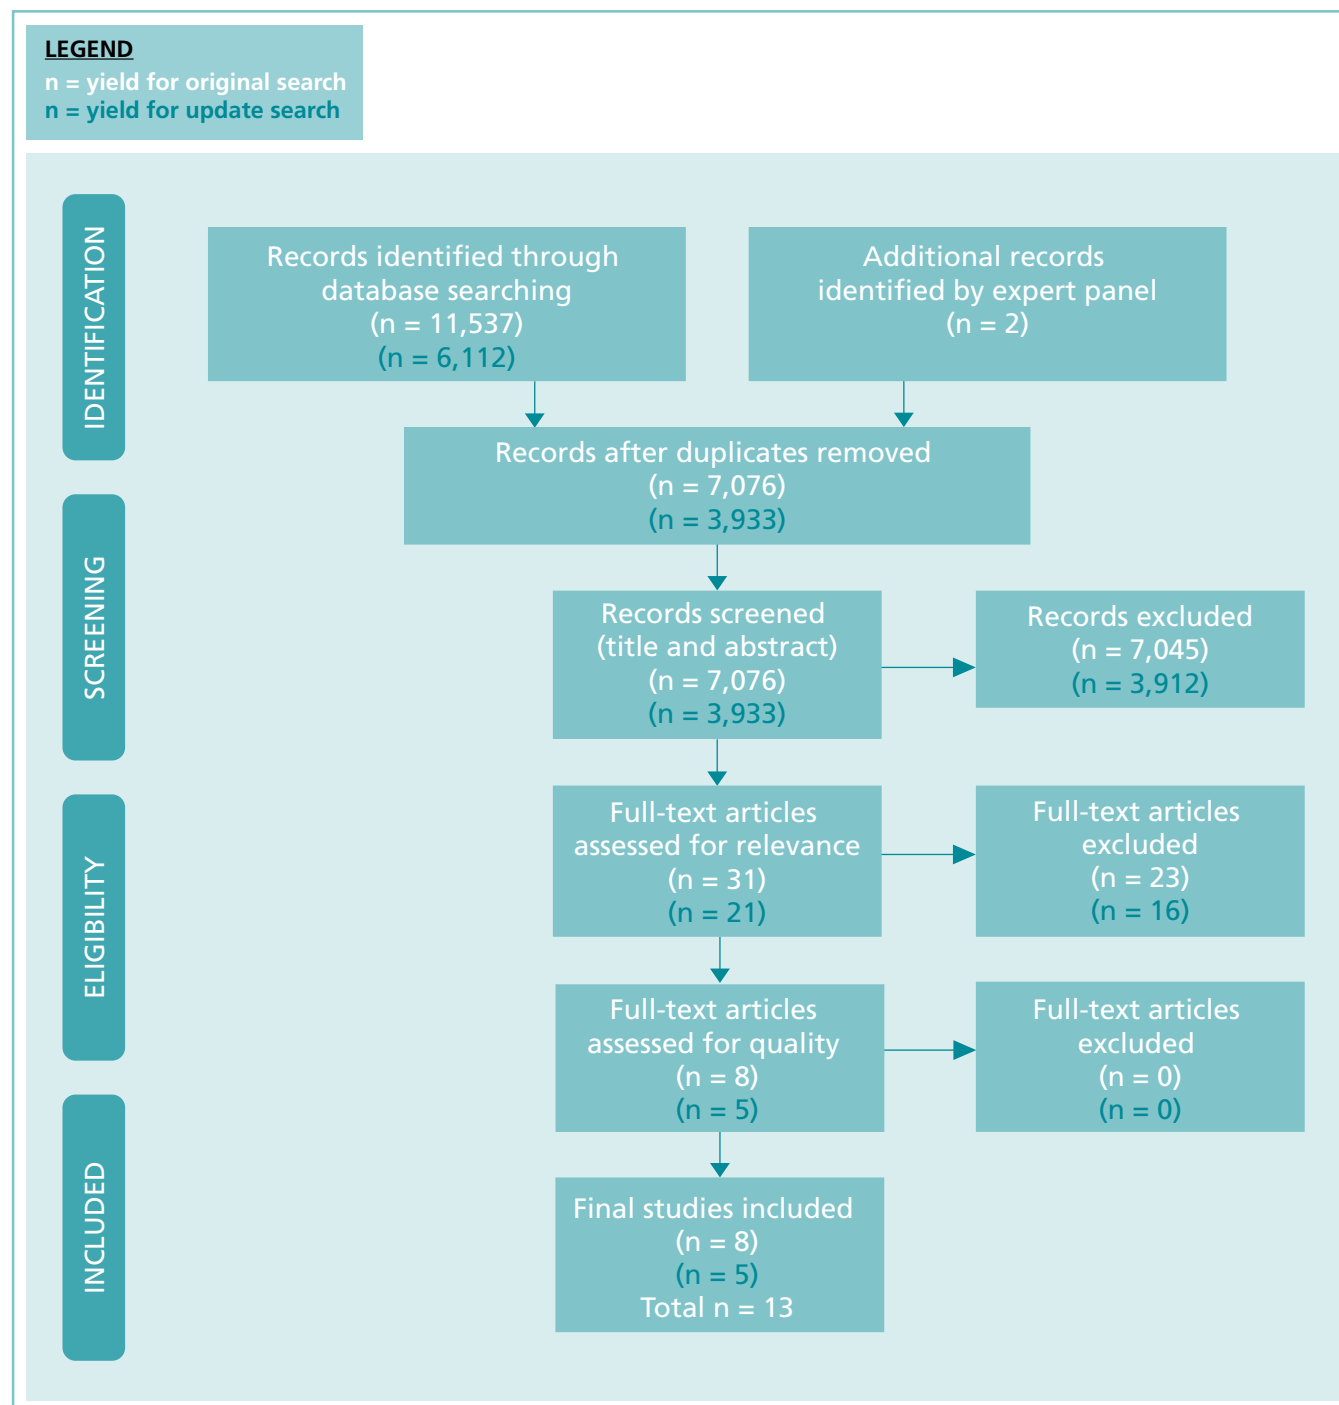 LEGEND
n = yield for original search
n = yield for update search
IDENTIFICATION
Records identified through
database searching
(n = 11,537)
(n = 6,112)
Additional records
identified by expert panel
(n = 2)
Records after duplicates removed
(n = 7,076)
(n = 3,933)
SCREENING
Records screened
(title and abstract)
(n = 7,076)
(n = 3,933)
Records excluded
(n = 7,045)
(n = 3,912)
ELIGIBILITY
Full-text articles
assessed for relevance
(n = 31)
(n = 21)
Full-text articles
excluded
(n = 23)
(n = 16)
Full-text articles
assessed for quality
(n = 8)
(n = 5)
Full-text articles
excluded
(n = 0)
(n = 0)
INCLUDED
Final studies included
(n = 8)
(n = 5)
Total n = 13